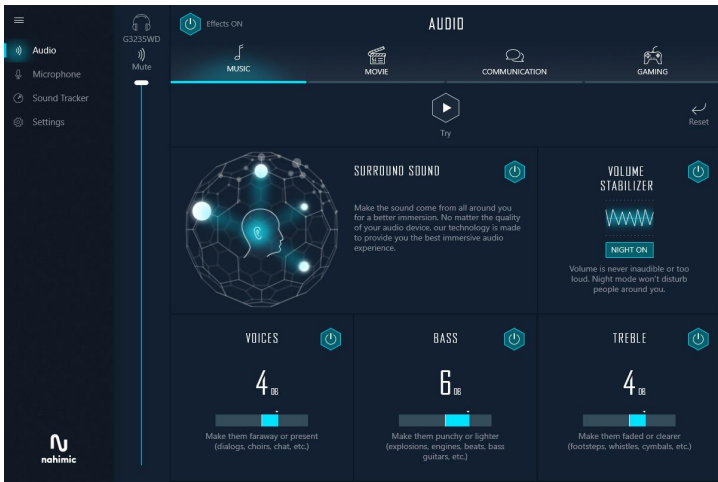 Effects ON
AUDIO
G3235WD
Mute
Audio
Microphone
Sound Tracker
Settings
MUSIC
MOVIE
COMMUNICATION
GAMING
Try
Reset
SURROUND SOUND
Make the sound come from all around you
for a better immersion. No matter the quality
of your audio device, our technology is made
to provide you the best immersive audio
experience.
VOLUME
STABILIZER
NIGHT ON
Volume is never inaudible or too
loud. Night mode won't disturb
people around you.
VOICES
4 DB
Make them faraway or present
(dialogs, choirs, chat, etc.)
BASS
6 DB
Make them punchy or lighter
(explosions, engines, beats, bass
guitars, etc.)
TREBLE
4 DB
Make them faded or clearer
(footsteps, whistles, cymbals, etc.)
nahimic